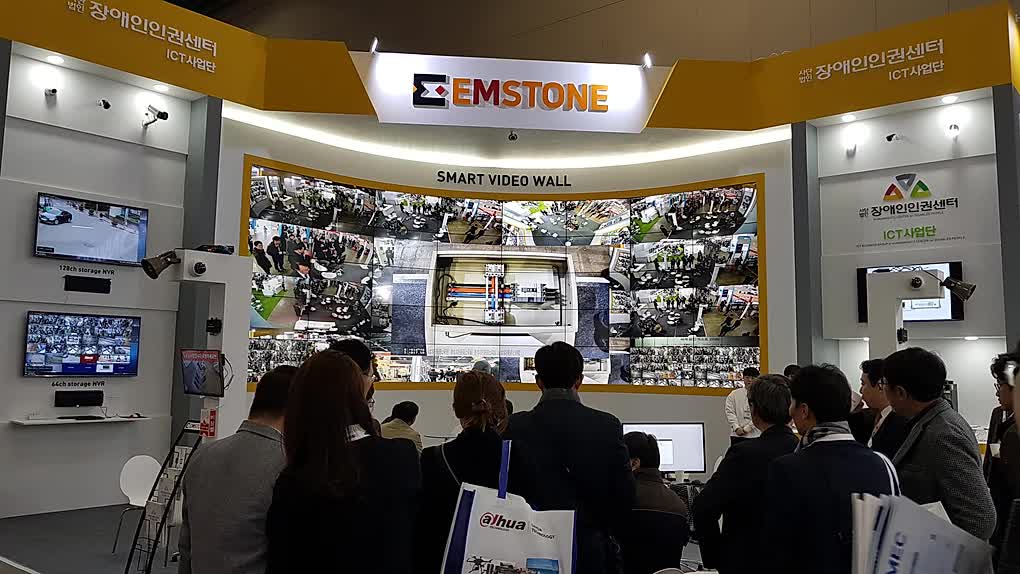 사단
법인 장애인인권센터
ICT사업단
EMSTONE
사단
법인 장애인인권센터
ICT사업단
SMART VIDEO WALL
128ch storage NVR
64ch storage NVR
사단
법인 장애인인권센터
ICT사업단
alhua
TECHNOLOGY
MEC